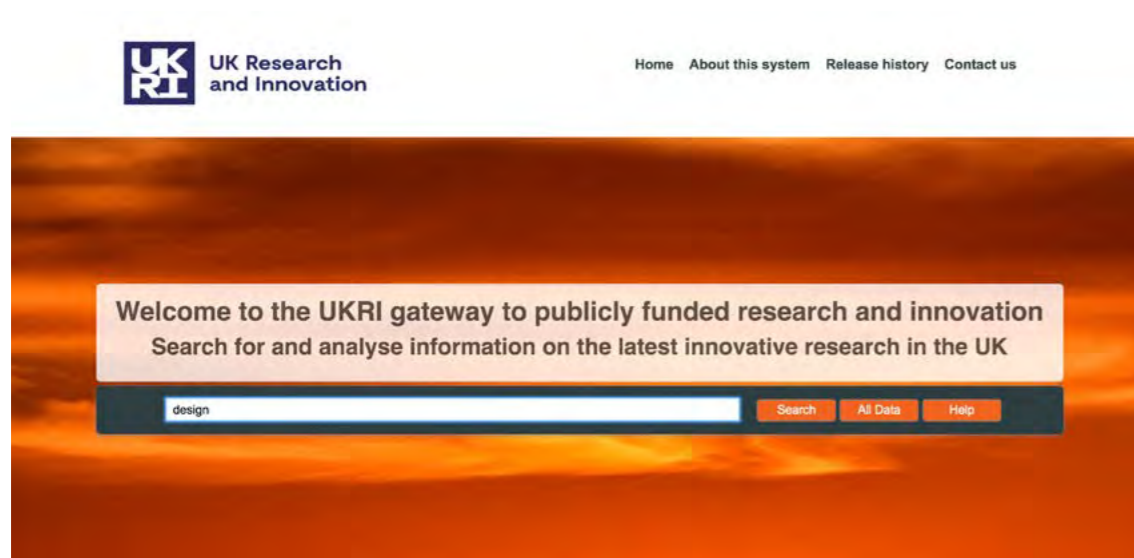 UK
RI
UK Research
and Innovation
Home About this system Release history Contact us
Welcome to the UKRI gateway to publicly funded research and innovation
Search for and analyse information on the latest innovative research in the UK
design
Search All Data Help